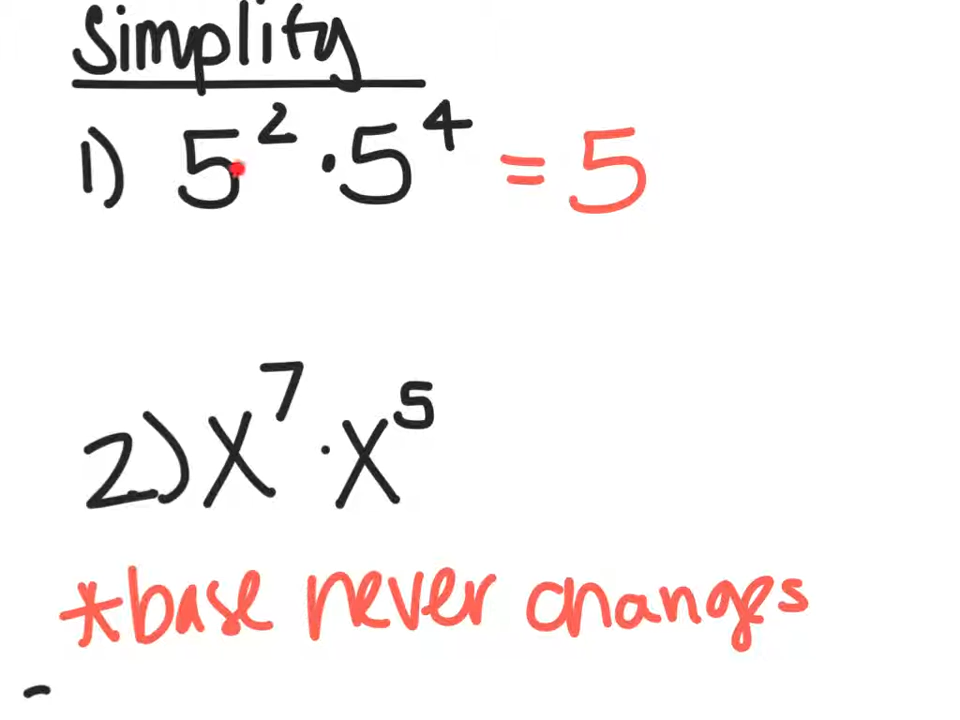 Simplify
1) 5² · 5⁴ = 5
2) x⁷ · x⁵
*base never changes